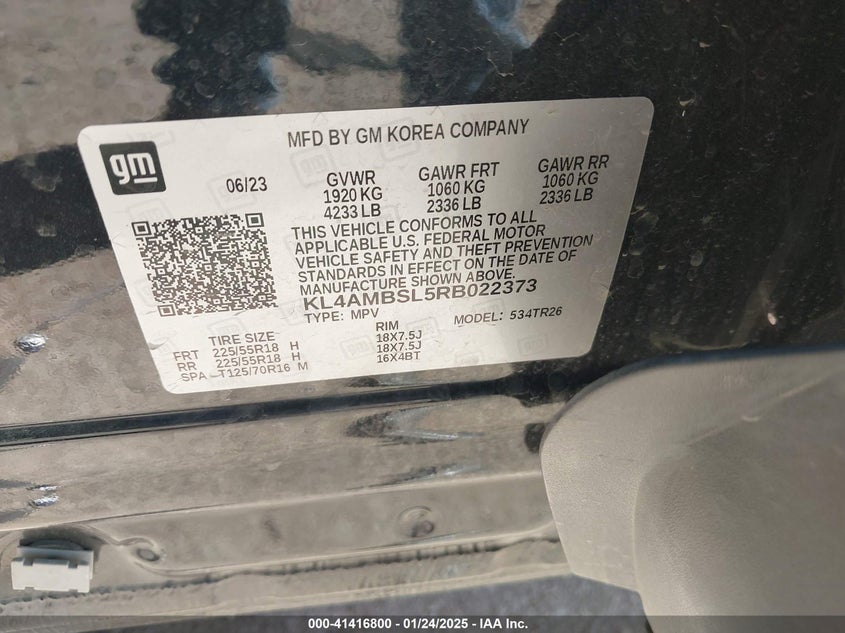 gm
MFD BY GM KOREA COMPANY
06/23
GVWR
1920 KG
4233 LB
GAWR FRT
1060 KG
2336 LB
GAWR RR
1060 KG
2336 LB
THIS VEHICLE CONFORMS TO ALL
APPLICABLE U.S. FEDERAL MOTOR
VEHICLE SAFETY AND THEFT PREVENTION
STANDARDS IN EFFECT ON THE DATE OF
MANUFACTURE SHOWN ABOVE.
KL4AMBSL5RB022373
TYPE: MPV
MODEL: 534TR26
TIRE SIZE
RIM
FRT 225/55R18 H 18X7.5J
RR 225/55R18 H 18X7.5J
SPA T125/70R16 M 16X4BT
000-41416800 - 01/24/2025 - IAA Inc.